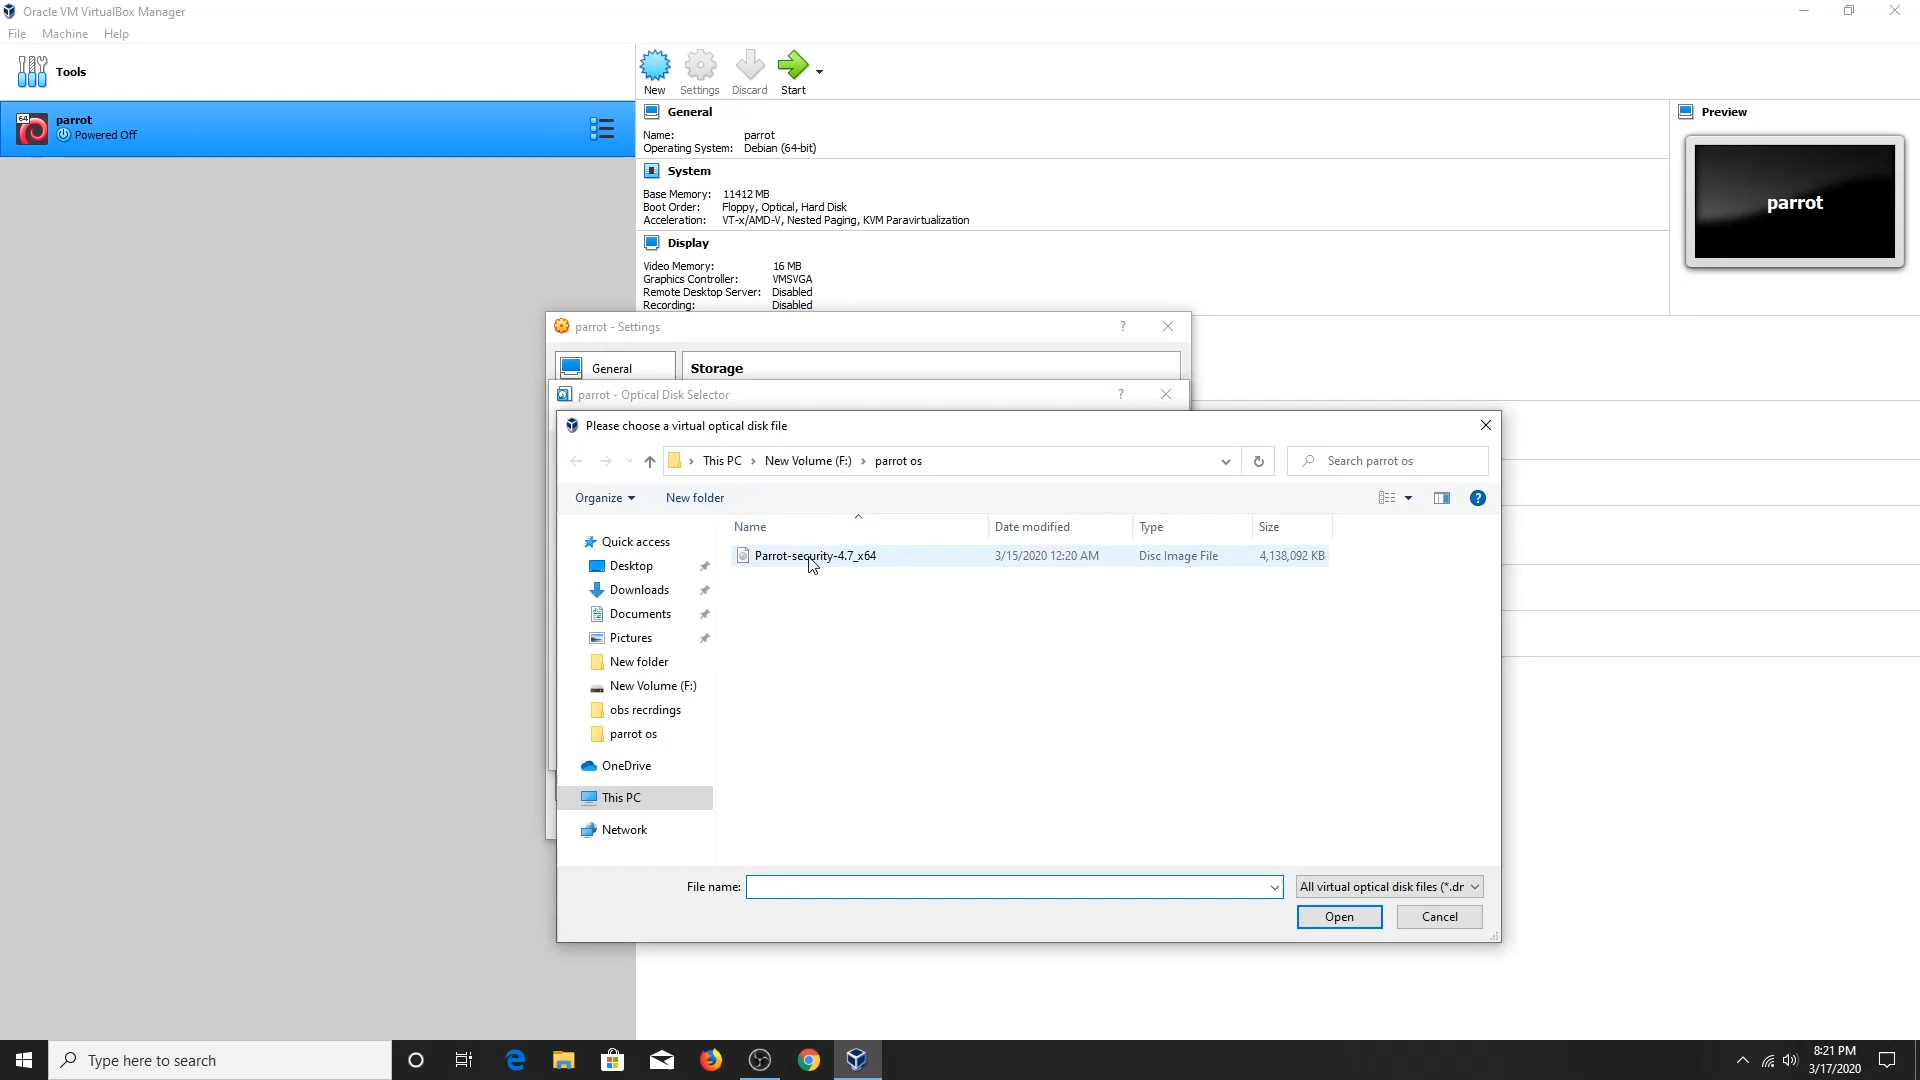 Oracle VM VirtualBox Manager
File Machine Help
Tools
New Settings Discard Start
64 parrot
Powered Off
General
Name: parrot
Operating System: Debian (64-bit)
System
Base Memory: 11412 MB
Boot Order: Floppy, Optical, Hard Disk
Acceleration: VT-x/AMD-V, Nested Paging, KVM Paravirtualization
Display
Video Memory: 16 MB
Graphics Controller: VMSVGA
Remote Desktop Server: Disabled
Recording: Disabled
Preview
parrot
parrot - Settings ?
General Storage
parrot - Optical Disk Selector ?
Please choose a virtual optical disk file
This PC New Volume (F:) parrot os Search parrot os
Organize New folder ?
Name Date modified Type Size
Parrot-security-4.7_x64 3/15/2020 12:20 AM Disc Image File 4,138,092 KB
Quick access
Desktop
Downloads
Documents
Pictures
New folder
New Volume (F:)
obs recrdings
parrot os
OneDrive
This PC
Network
File name: All virtual optical disk files (*.dr
Open Cancel
Type here to search
8:21 PM
3/17/2020